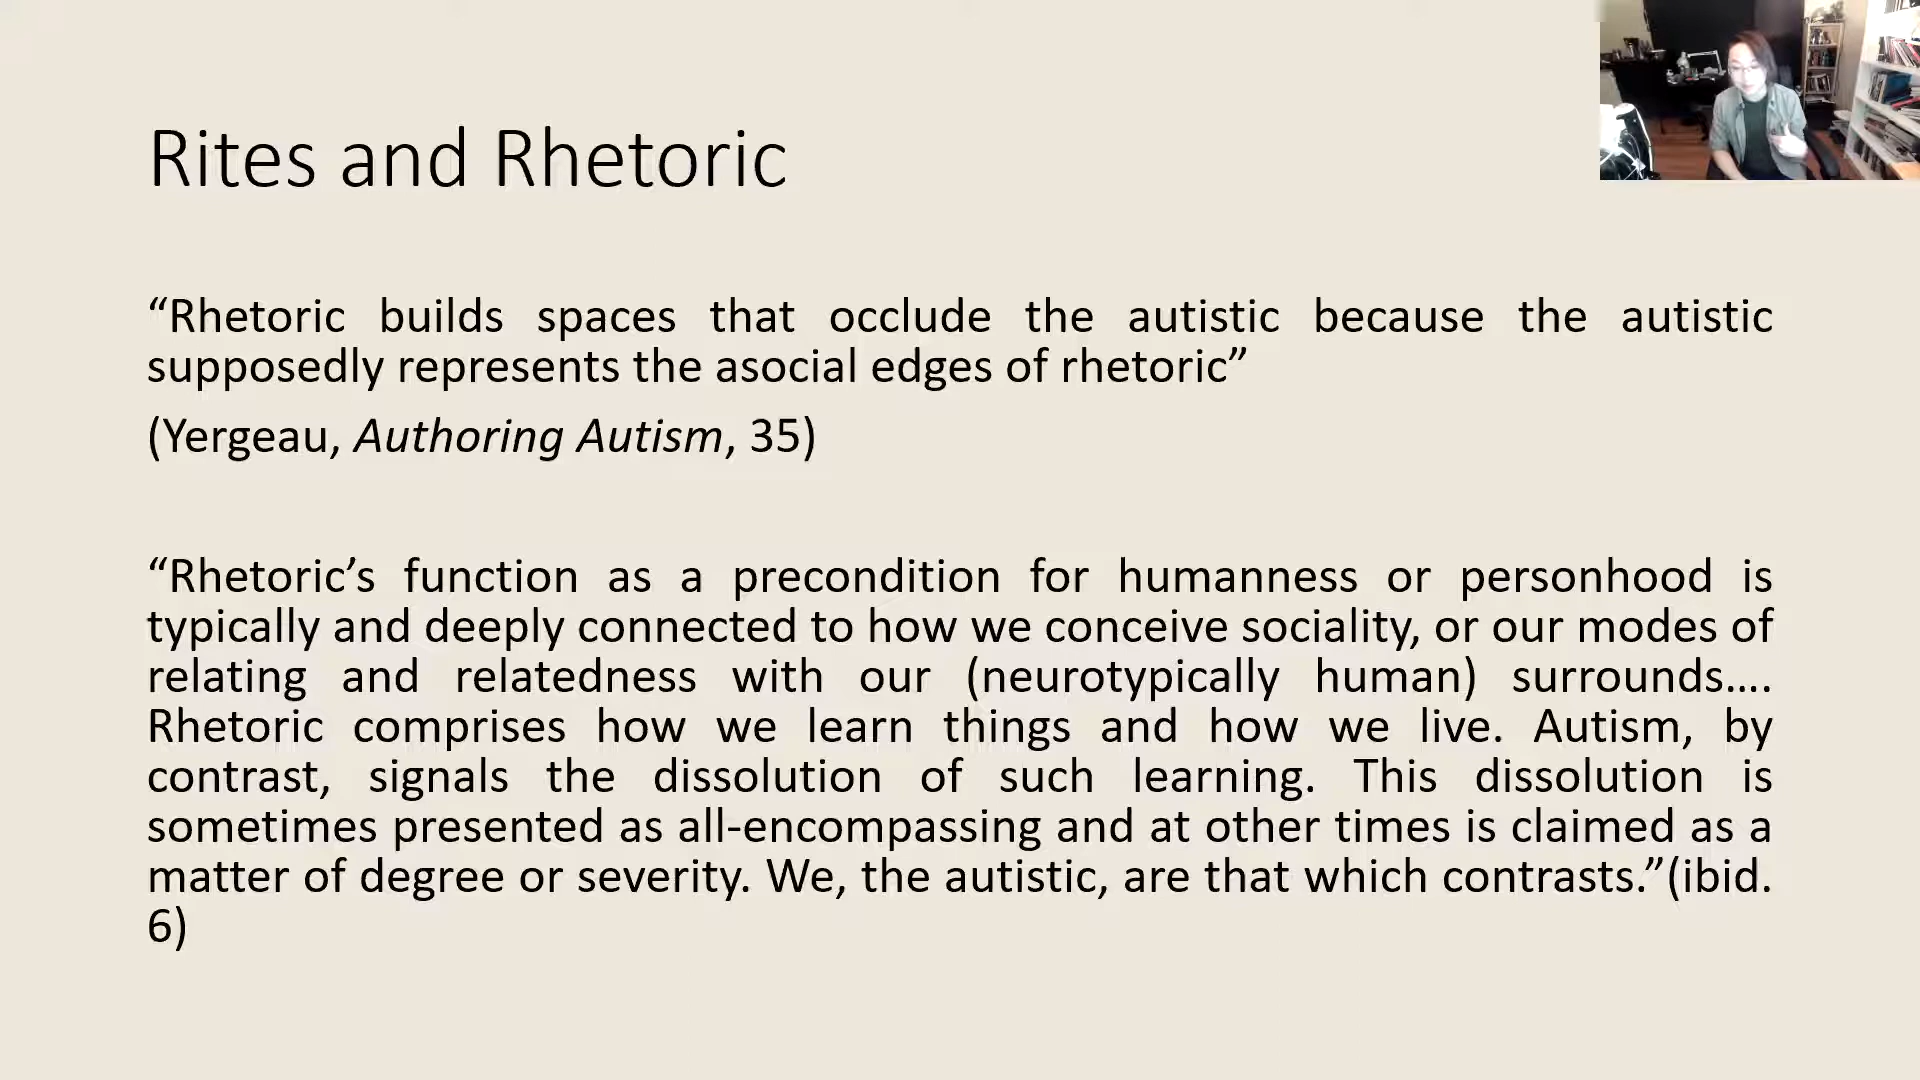 Rites and Rhetoric
“Rhetoric builds spaces that occlude the autistic because the autistic
supposedly represents the asocial edges of rhetoric”
(Yergeau, Authoring Autism, 35)
“Rhetoric’s function as a precondition for humanness or personhood is
typically and deeply connected to how we conceive sociality, or our modes of
relating and relatedness with our (neurotypically human) surrounds....
Rhetoric comprises how we learn things and how we live. Autism, by
contrast, signals the dissolution of such learning. This dissolution is
sometimes presented as all-encompassing and at other times is claimed as a
matter of degree or severity. We, the autistic, are that which contrasts.”(ibid.
6)